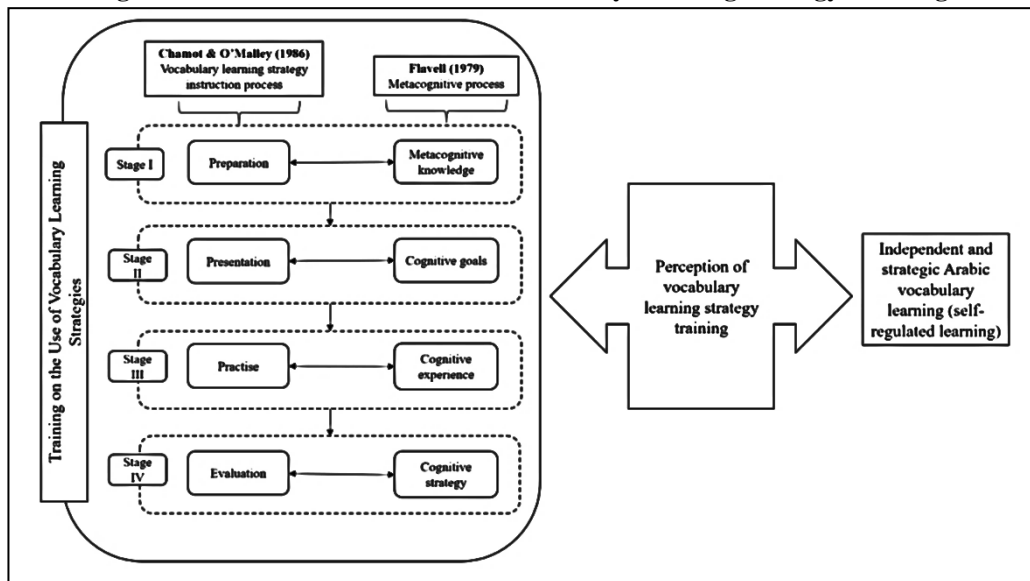 Chamot & O'Malley (1986)
Vocabulary learning strategy
instruction process
Flavell (1979)
Metacognitive process
Training on the Use of Vocabulary Learning
Strategies
Stage I
Preparation
Metacognitive
knowledge
Stage
II
Presentation
Cognitive goals
Stage
III
Practise
Cognitive
experience
Stage
IV
Evaluation
Cognitive
strategy
Perception of
vocabulary
learning strategy
training
Independent and
strategic Arabic
vocabulary
learning (self-
regulated learning)